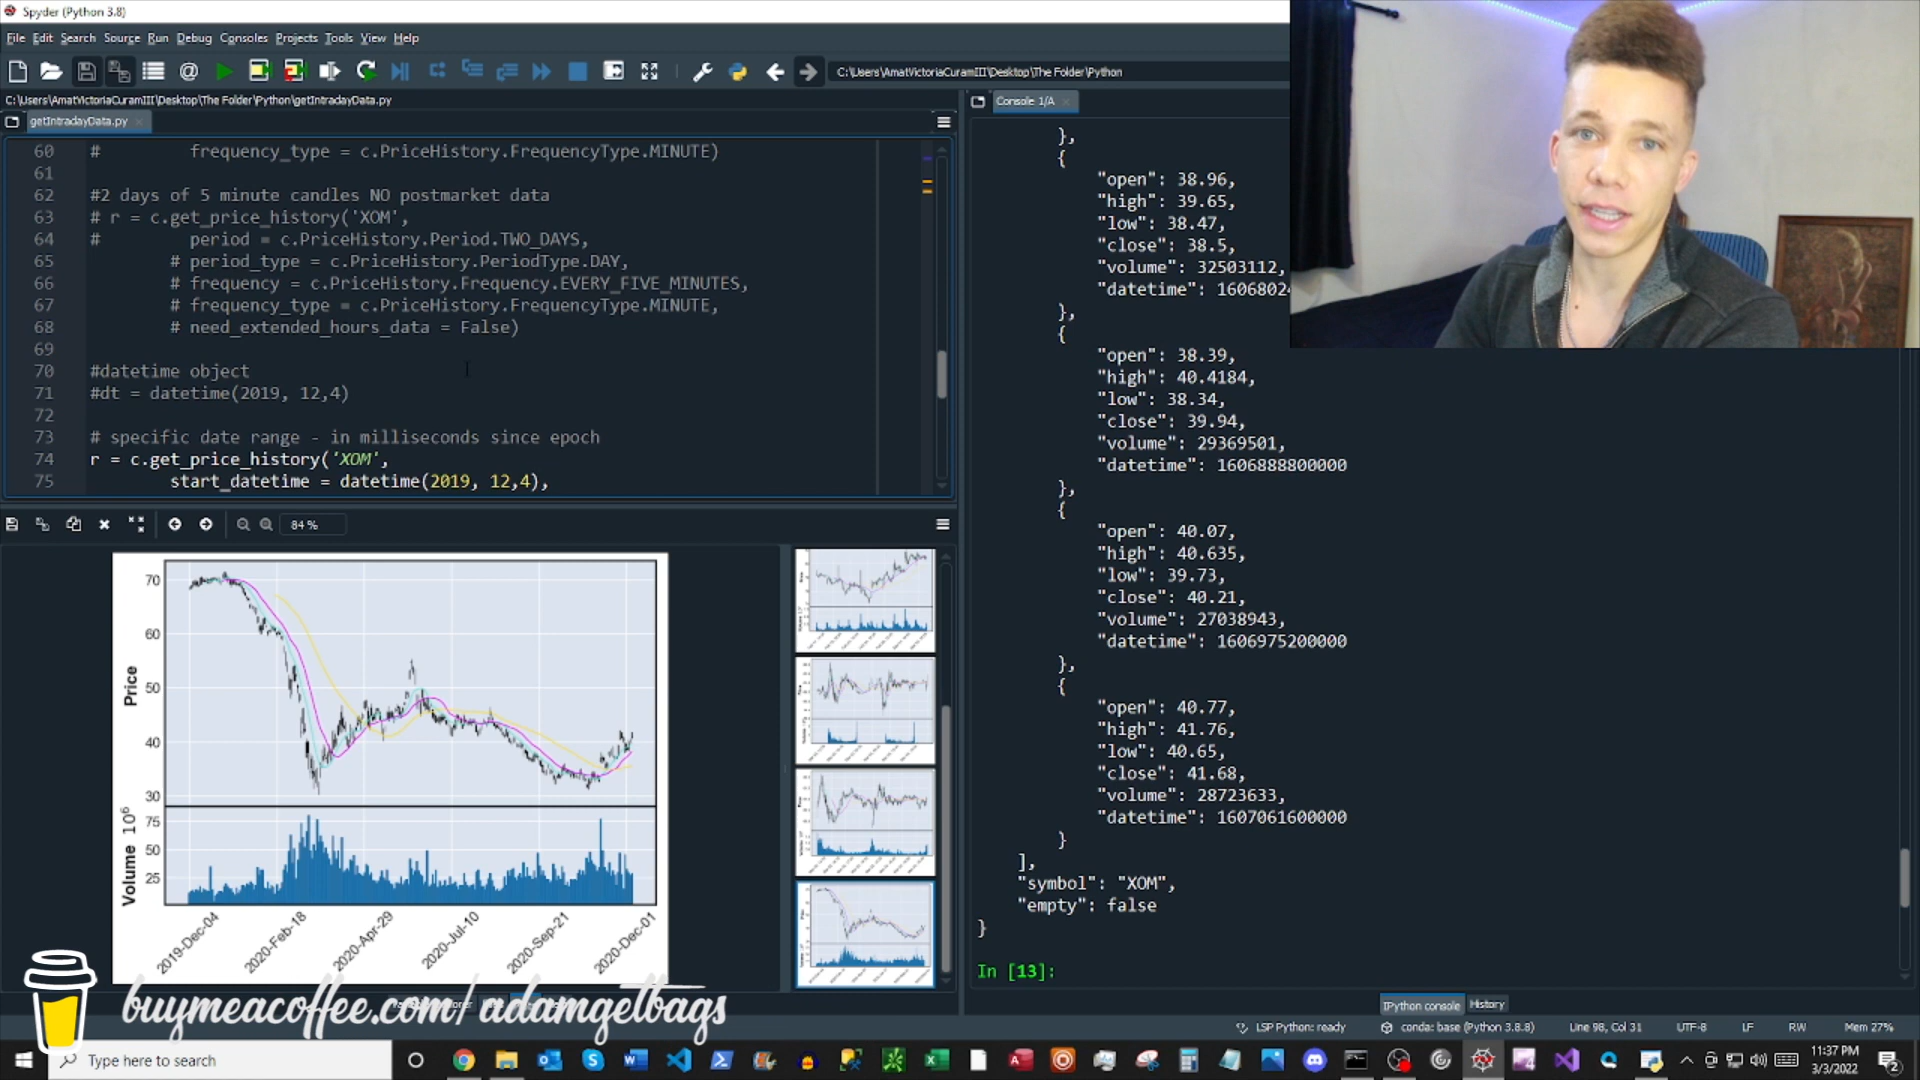 Spyder (Python 3.8)
File Edit Search Source Run Debug Consoles Projects Tools View Help
C:\Users\AmatVictoriaCuramIII\Desktop\The Folder\Python
C:\Users\AmatVictoriaCuramIII\Desktop\The Folder\Python\getIntradayData.py
getIntradayData.py
60 # frequency_type = c.PriceHistory.FrequencyType.MINUTE)
61
62 #2 days of 5 minute candles NO postmarket data
63 # r = c.get_price_history('XOM',
64 # period = c.PriceHistory.Period.TWO_DAYS,
65 # period_type = c.PriceHistory.PeriodType.DAY,
66 # frequency = c.PriceHistory.Frequency.EVERY_FIVE_MINUTES,
67 # frequency_type = c.PriceHistory.FrequencyType.MINUTE,
68 # need_extended_hours_data = False)
69
70 #datetime object
71 #dt = datetime(2019, 12,4)
72
73 # specific date range - in milliseconds since epoch
74 r = c.get_price_history('XOM',
75 start_datetime = datetime(2019, 12,4),
84 %
Price
70
60
50
40
30
Volume 10^6
75
50
25
2019-Dec-04
2020-Feb-18
2020-Apr-29
2020-Jul-10
2020-Sep-21
2020-Dec-01
Console 1/A
},
{
"open": 38.96,
"high": 39.65,
"low": 38.47,
"close": 38.5,
"volume": 32503112,
"datetime": 16068024
},
{
"open": 38.39,
"high": 40.4184,
"low": 38.34,
"close": 39.94,
"volume": 29369501,
"datetime": 1606888800000
},
{
"open": 40.07,
"high": 40.635,
"low": 39.73,
"close": 40.21,
"volume": 27038943,
"datetime": 1606975200000
},
{
"open": 40.77,
"high": 41.76,
"low": 40.65,
"close": 41.68,
"volume": 28723633,
"datetime": 1607061600000
}
],
"symbol": "XOM",
"empty": false
}
In [13]:
buymeacoffee.com/adamgetbags
IPython console History
LSP Python: ready conda: base (Python 3.8.8) Line 98, Col 31 UTF-8 LF RW Mem 27%
Type here to search
11:37 PM
3/3/2022
2